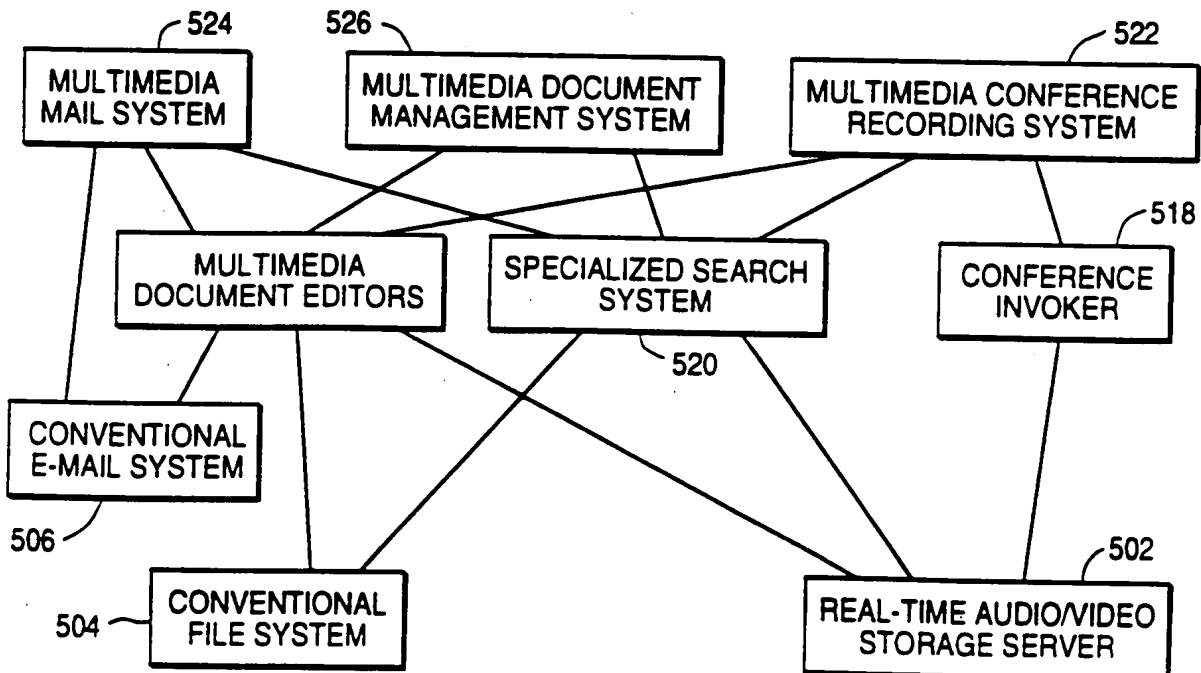 524
526
522
MULTIMEDIA
MAIL SYSTEM
MULTIMEDIA DOCUMENT
MANAGEMENT SYSTEM
MULTIMEDIA CONFERENCE
RECORDING SYSTEM
518
MULTIMEDIA
DOCUMENT EDITORS
SPECIALIZED SEARCH
SYSTEM
CONFERENCE
INVOKER
520
CONVENTIONAL
E-MAIL SYSTEM
506
502
504
CONVENTIONAL
FILE SYSTEM
REAL-TIME AUDIO/VIDEO
STORAGE SERVER